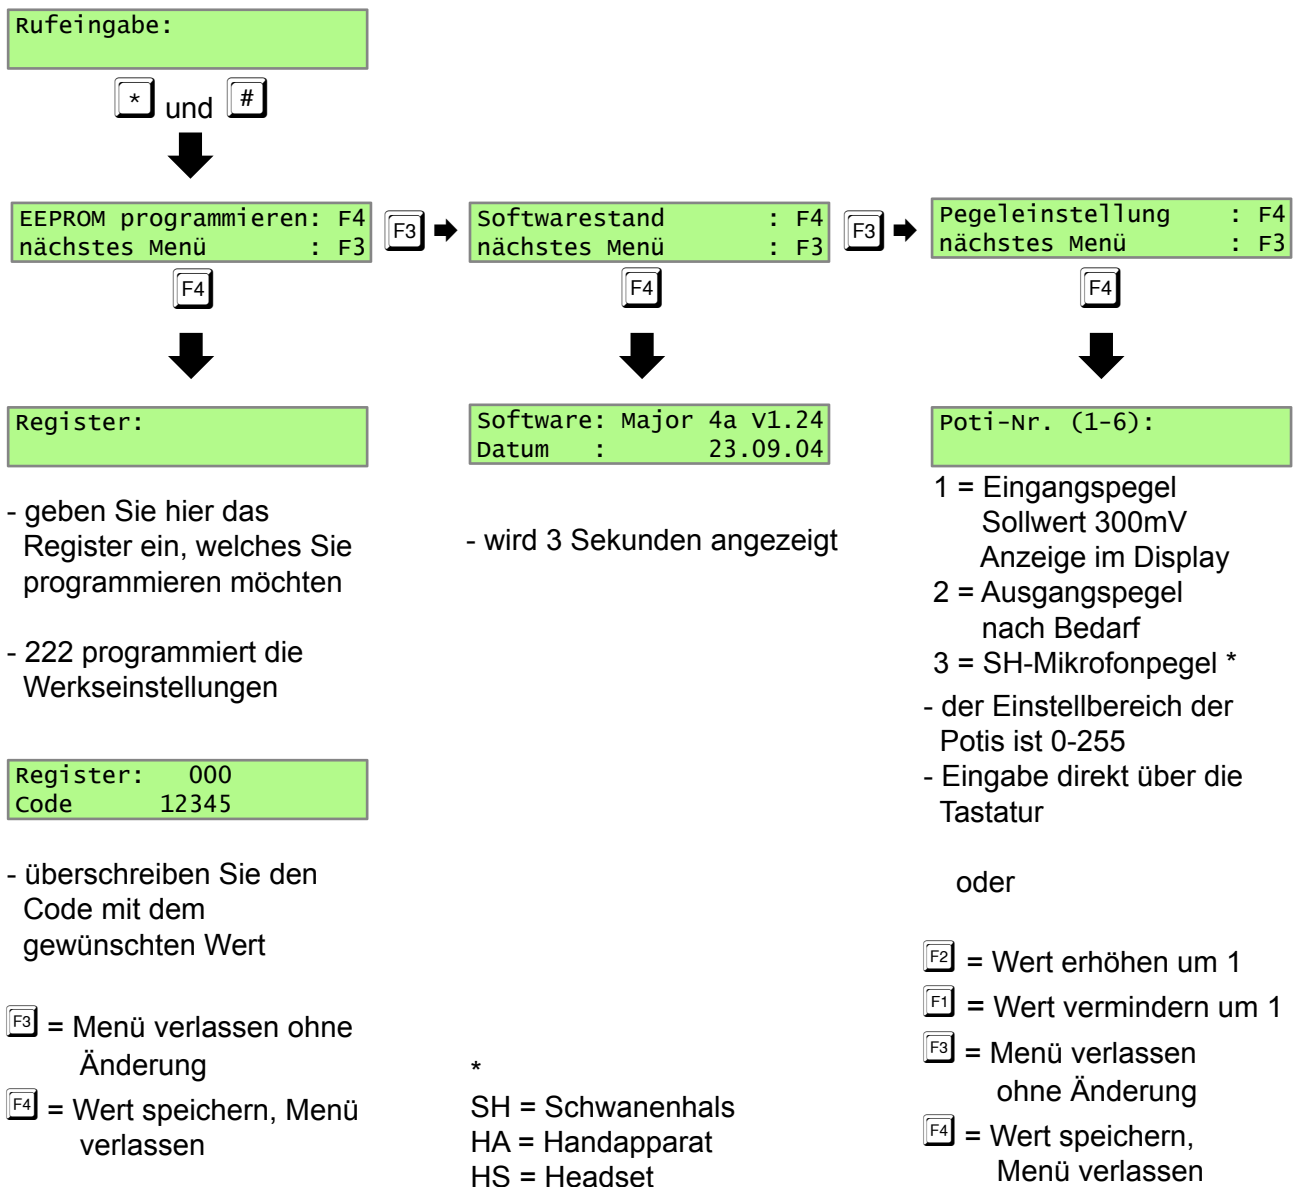 Rufeingabe:
* und #
EEPROM programmieren: F4
nächstes Menü : F3
F3
Softwarestand : F4
nächstes Menü : F3
F3
Pegeleinstellung : F4
nächstes Menü : F3
F4
F4
F4
Register:
- geben Sie hier das
Register ein, welches Sie
programmieren möchten
- 222 programmiert die
Werkseinstellungen
Register: 000
Code 12345
- überschreiben Sie den
Code mit dem
gewünschten Wert
F3 = Menü verlassen ohne
Änderung
F4 = Wert speichern, Menü
verlassen
Software: Major 4a V1.24
Datum : 23.09.04
- wird 3 Sekunden angezeigt
*
SH = Schwanenhals
HA = Handapparat
HS = Headset
Poti-Nr. (1-6):
1 = Eingangspegel
Sollwert 300mV
Anzeige im Display
2 = Ausgangspegel
nach Bedarf
3 = SH-Mikrofonpegel *
- der Einstellbereich der
Potis ist 0-255
- Eingabe direkt über die
Tastatur
oder
F2 = Wert erhöhen um 1
F1 = Wert vermindern um 1
F3 = Menü verlassen
ohne Änderung
F4 = Wert speichern,
Menü verlassen